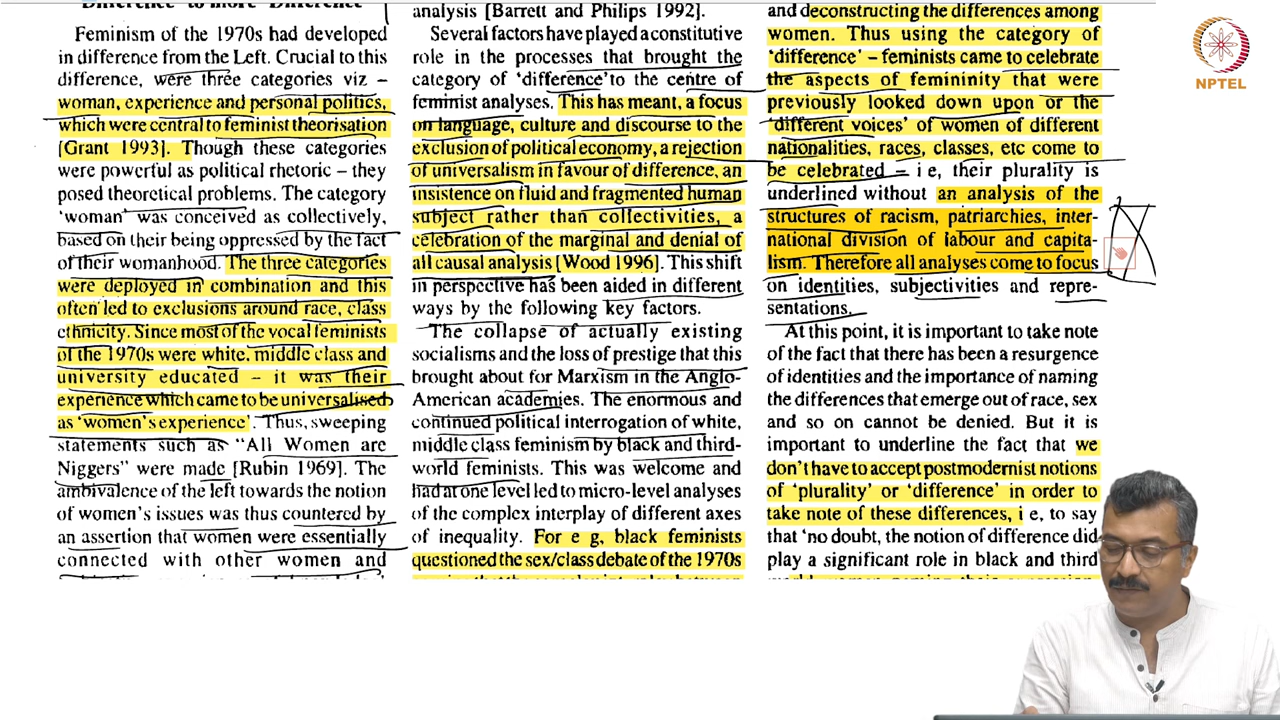 Difference to more Difference
Feminism of the 1970s had developed
in difference from the Left. Crucial to this
difference, were three categories viz –
woman, experience and personal politics,
which were central to feminist theorisation
[Grant 1993]. Though these categories
were powerful as political rhetoric – they
posed theoretical problems. The category
'woman' was conceived as collectively,
based on their being oppressed by the fact
of their womanhood. The three categories
were deployed in combination and this
often led to exclusions around race, class
ethnicity. Since most of the vocal feminists
of the 1970s were white, middle class and
university educated – it was their
experience which came to be universalised
as 'women's experience'. Thus, sweeping
statements such as "All Women are
Niggers" were made [Rubin 1969]. The
ambivalence of the left towards the notion
of women's issues was thus countered by
an assertion that women were essentially
connected with other women and
analysis [Barrett and Philips 1992].
Several factors have played a constitutive
role in the processes that brought the
category of 'difference' to the centre of
feminist analyses. This has meant, a focus
on language, culture and discourse to the
exclusion of political economy, a rejection
of universalism in favour of difference, an
insistence on fluid and fragmented human
subject rather than collectivities, a
celebration of the marginal and denial of
all causal analysis [Wood 1996]. This shift
in perspective has been aided in different
ways by the following key factors.
The collapse of actually existing
socialisms and the loss of prestige that this
brought about for Marxism in the Anglo-
American academies. The enormous and
continued political interrogation of white,
middle class feminism by black and third-
world feminists. This was welcome and
had at one level led to micro-level analyses
of the complex interplay of different axes
of inequality. For e g, black feminists
questioned the sex/class debate of the 1970s
and deconstructing the differences among
women. Thus using the category of
'difference' – feminists came to celebrate
the aspects of femininity that were
previously looked down upon or the
'different voices' of women of different
nationalities, races, classes, etc come to
be celebrated – i e, their plurality is
underlined without an analysis of the
structures of racism, patriarchies, inter-
national division of labour and capita-
lism. Therefore all analyses come to focus
on identities, subjectivities and repre-
sentations.
At this point, it is important to take note
of the fact that there has been a resurgence
of identities and the importance of naming
the differences that emerge out of race, sex
and so on cannot be denied. But it is
important to underline the fact that we
don't have to accept postmodernist notions
of 'plurality' or 'difference' in order to
take note of these differences, i e, to say
that 'no doubt, the notion of difference did
play a significant role in black and third
NPTEL